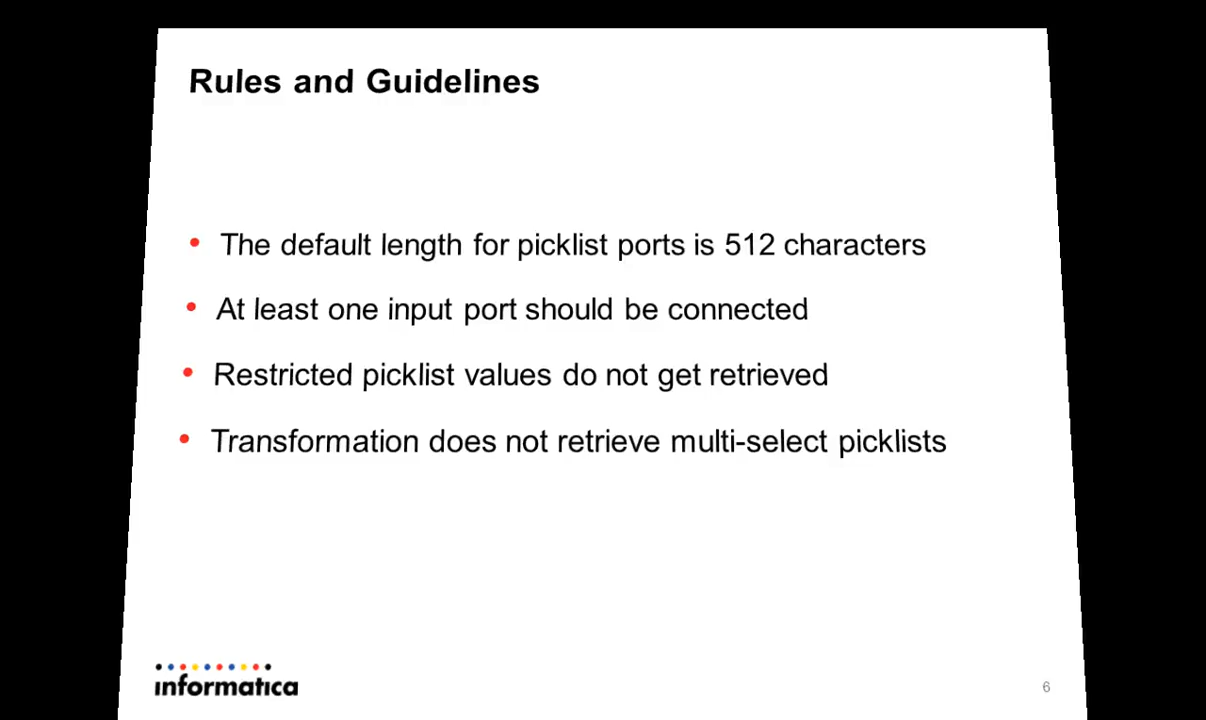 Rules and Guidelines
• The default length for picklist ports is 512 characters
• At least one input port should be connected
• Restricted picklist values do not get retrieved
• Transformation does not retrieve multi-select picklists
informatica
6